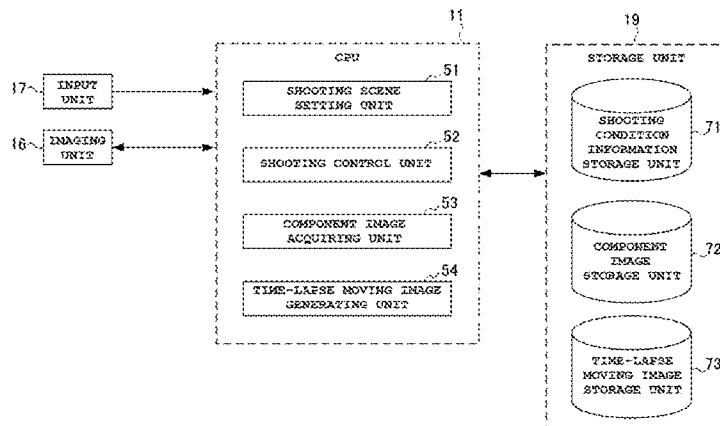 11
CPU
17
INPUT
UNIT
16
IMAGING
UNIT
51
SHOOTING SCENE
SETTING UNIT
52
SHOOTING CONTROL UNIT
53
COMPONENT IMAGE
ACQUIRING UNIT
54
TIME-LAPSE MOVING IMAGE
GENERATING UNIT
19
STORAGE UNIT
SHOOTING
CONDITION
INFORMATION
STORAGE UNIT
71
COMPONENT
IMAGE
STORAGE UNIT
72
TIME-LAPSE
MOVING IMAGE
STORAGE UNIT
73